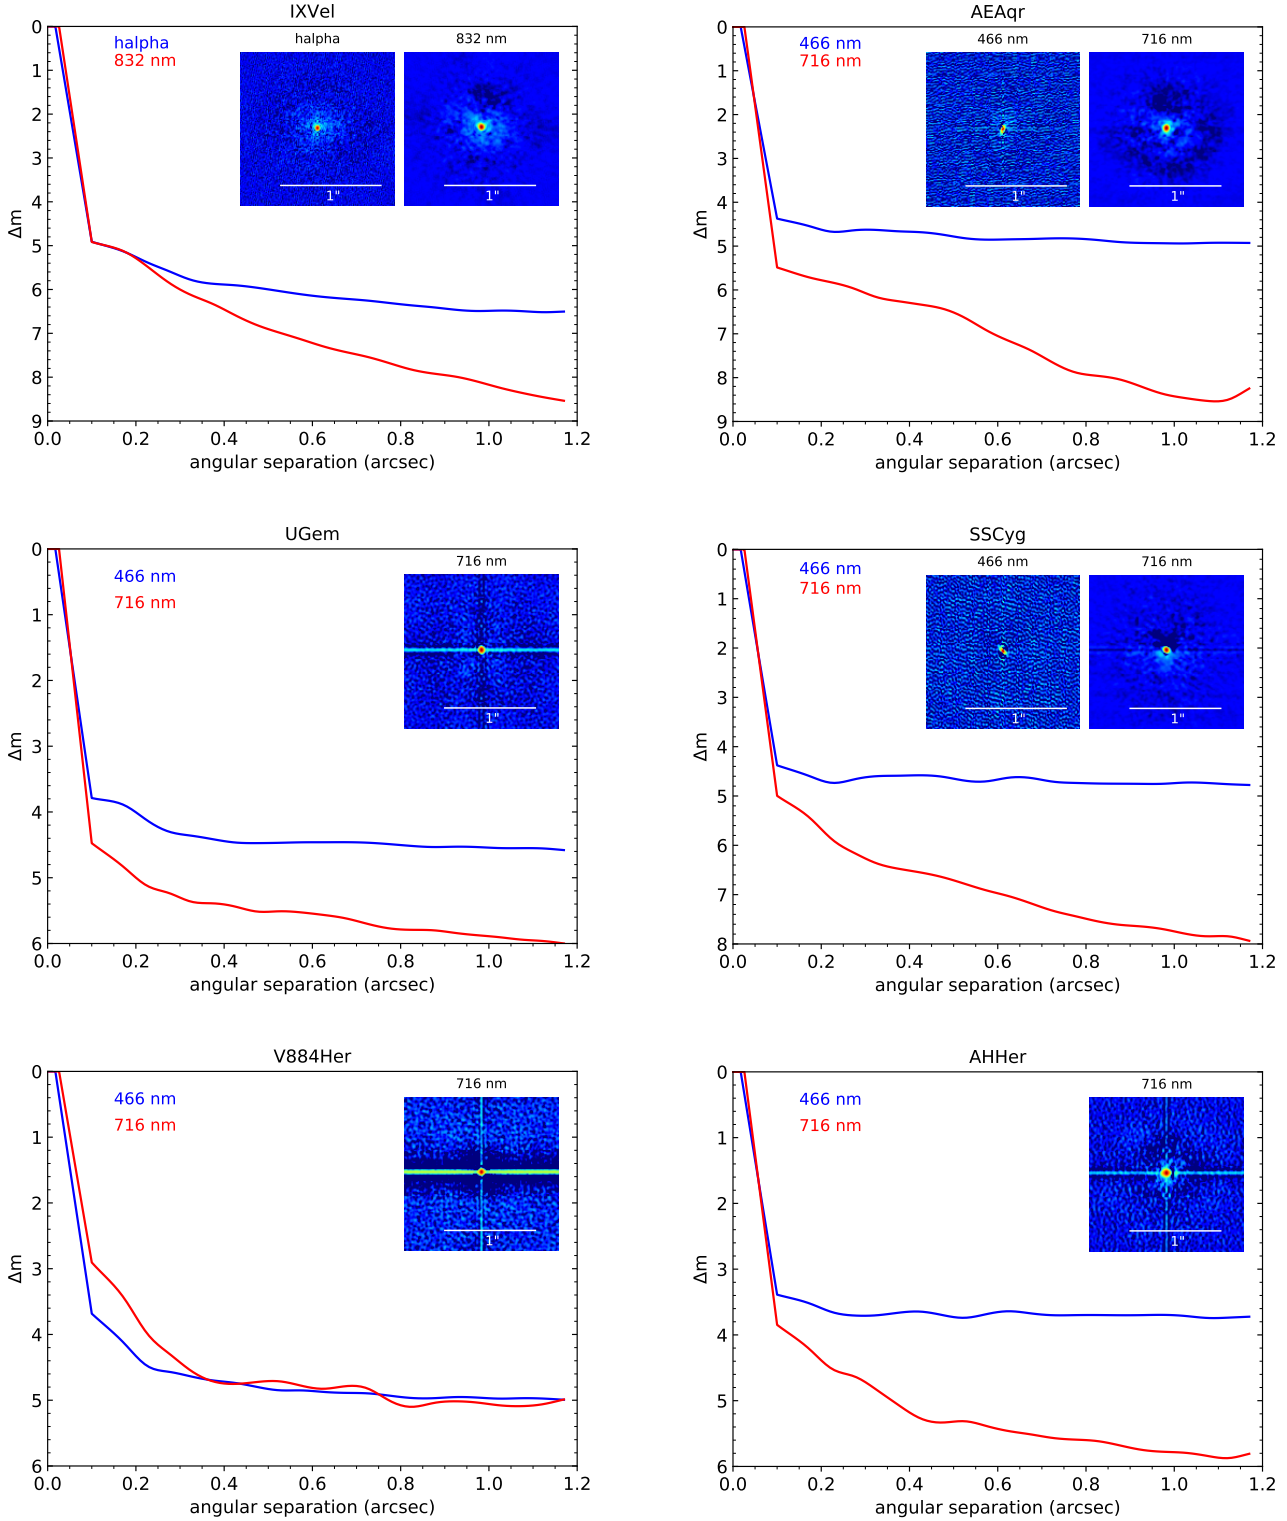 IXVel
halpha
832 nm
halpha
832 nm
1"
1"
0
1
2
3
4
5
6
7
8
9
Δm
0.0 0.2 0.4 0.6 0.8 1.0 1.2
angular separation (arcsec)
AEAqr
466 nm
716 nm
466 nm
716 nm
1"
1"
0
1
2
3
4
5
6
7
8
9
Δm
0.0 0.2 0.4 0.6 0.8 1.0 1.2
angular separation (arcsec)
UGem
466 nm
716 nm
716 nm
1"
0
1
2
3
4
5
6
Δm
0.0 0.2 0.4 0.6 0.8 1.0 1.2
angular separation (arcsec)
SSCyg
466 nm
716 nm
466 nm
716 nm
1"
1"
0
1
2
3
4
5
6
7
8
Δm
0.0 0.2 0.4 0.6 0.8 1.0 1.2
angular separation (arcsec)
V884Her
466 nm
716 nm
716 nm
1"
0
1
2
3
4
5
6
Δm
0.0 0.2 0.4 0.6 0.8 1.0 1.2
angular separation (arcsec)
AHHer
466 nm
716 nm
716 nm
1"
0
1
2
3
4
5
6
Δm
0.0 0.2 0.4 0.6 0.8 1.0 1.2
angular separation (arcsec)